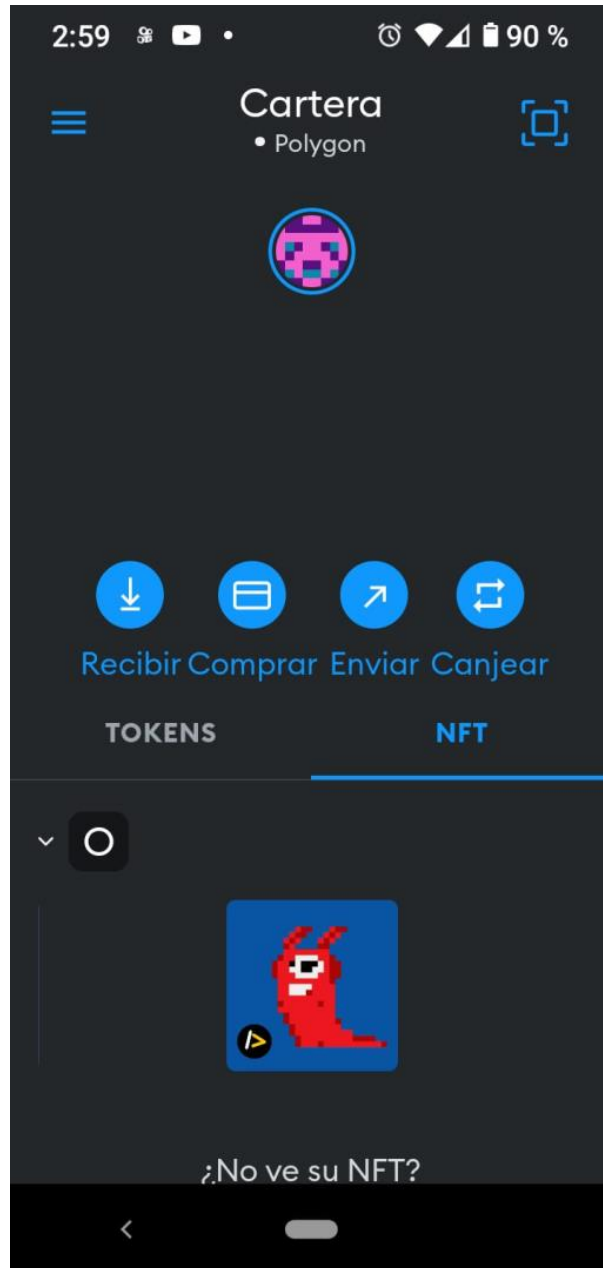 2:59 90 %
Cartera
Polygon
Recibir Comprar Enviar Canjear
TOKENS NFT
¿No ve su NFT?